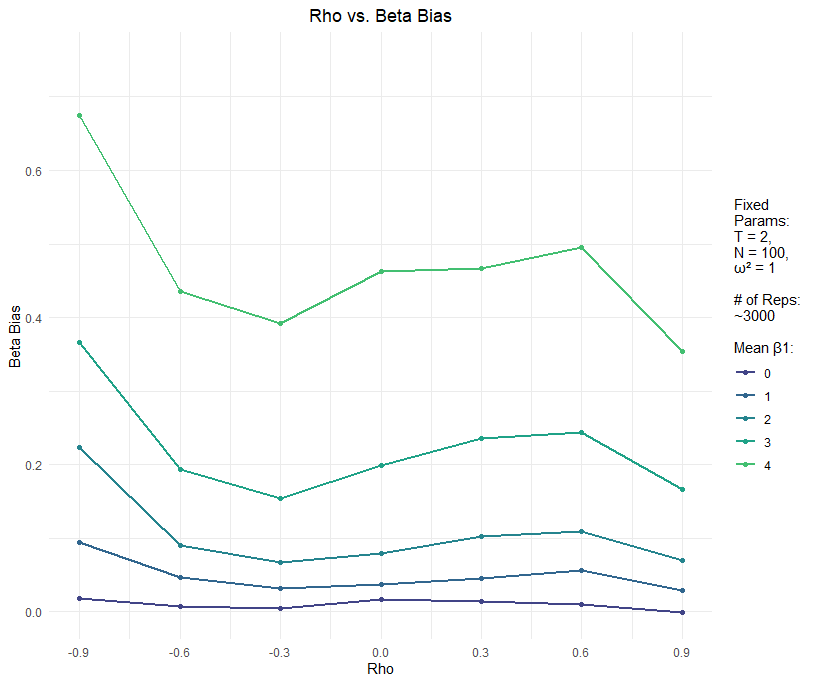 Rho vs. Beta Bias
Beta Bias
0.6
0.4
0.2
0.0
-0.9 -0.6 -0.3 0.0 0.3 0.6 0.9
Rho
Fixed
Params:
T = 2,
N = 100,
ω² = 1
# of Reps:
~3000
Mean β1:
0
1
2
3
4